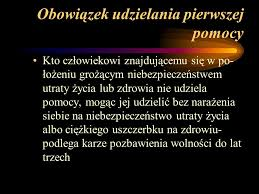 Obowiązek udzielania pierwszej
pomocy
• Kto człowiekowi znajdującemu się w po-
łożeniu grożącym niebezpieczeństwem
utraty życia lub zdrowia nie udziela
pomocy, mogąc jej udzielić bez narażenia
siebie na niebezpieczeństwo utraty życia
albo ciężkiego uszczerbku na zdrowiu-
podlega karze pozbawienia wolności do lat
trzech